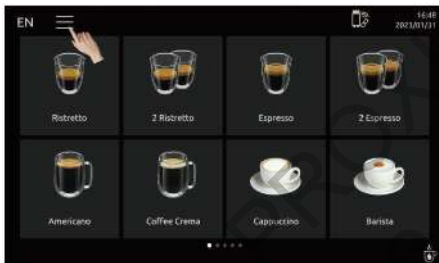 EN
16:48
2023/01/31
Ristretto
2 Ristretto
Espresso
2 Espresso
Americano
Coffee Crema
Cappuccino
Barista